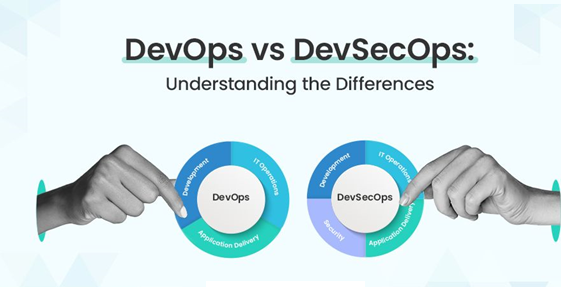 DevOps vs DevSecOps:
Understanding the Differences
Development
IT Operations
DevOps
Application Delivery
Development
IT Operations
DevSecOps
Security
Application Delivery